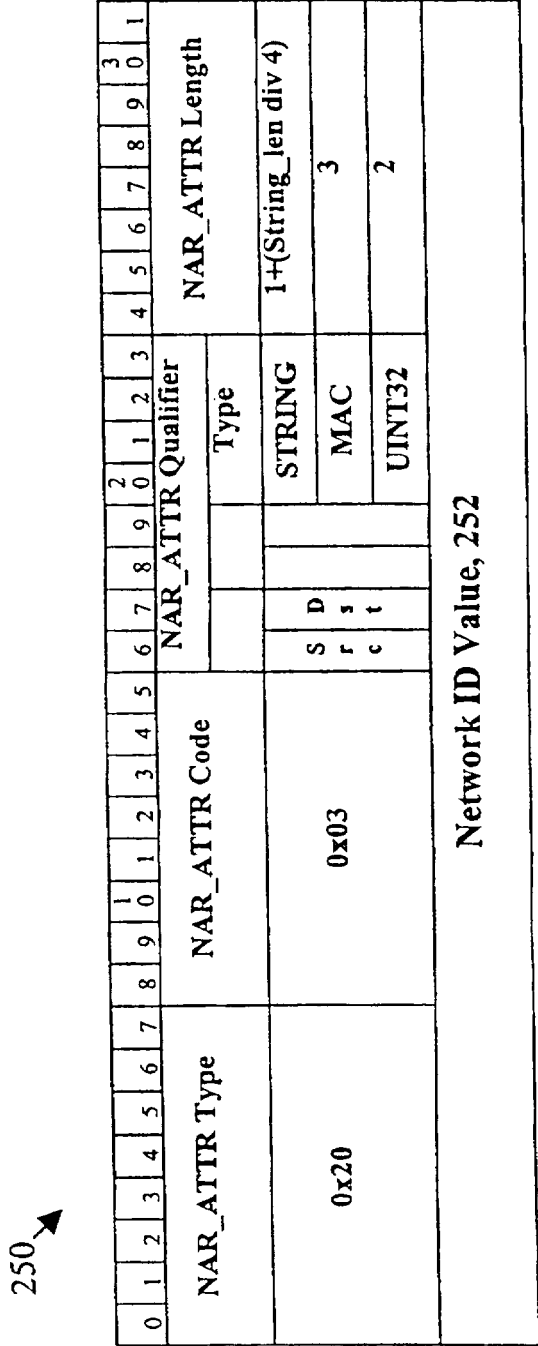 250
1 2 3
0 1 2 3 4 5 6 7 8 9 0 1 2 3 4 5 6 7 8 9 0 1 2 3 4 5 6 7 8 9 0 1
NAR_ATTR Type NAR_ATTR Code NAR_ATTR Qualifier NAR_ATTR Length
Type
0x20 0x03 Src Dst STRING 1+(String_len div 4)
MAC 3
UINT32 2
Network ID Value, 252